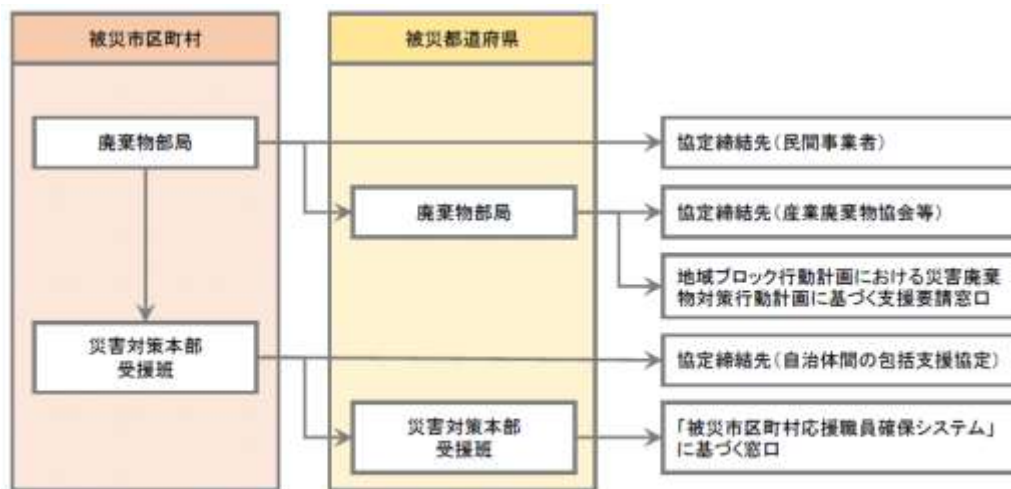 被災市区町村
被災都道府県
廃棄物部局
協定締結先(民間事業者)
廃棄物部局
協定締結先(産業廃棄物協会等)
地域ブロック行動計画における災害廃棄
物対策行動計画に基づく支援要請窓口
災害対策本部
受援班
協定締結先(自治体間の包括支援協定)
災害対策本部
受援班
「被災市区町村応援職員確保システム」
に基づく窓口